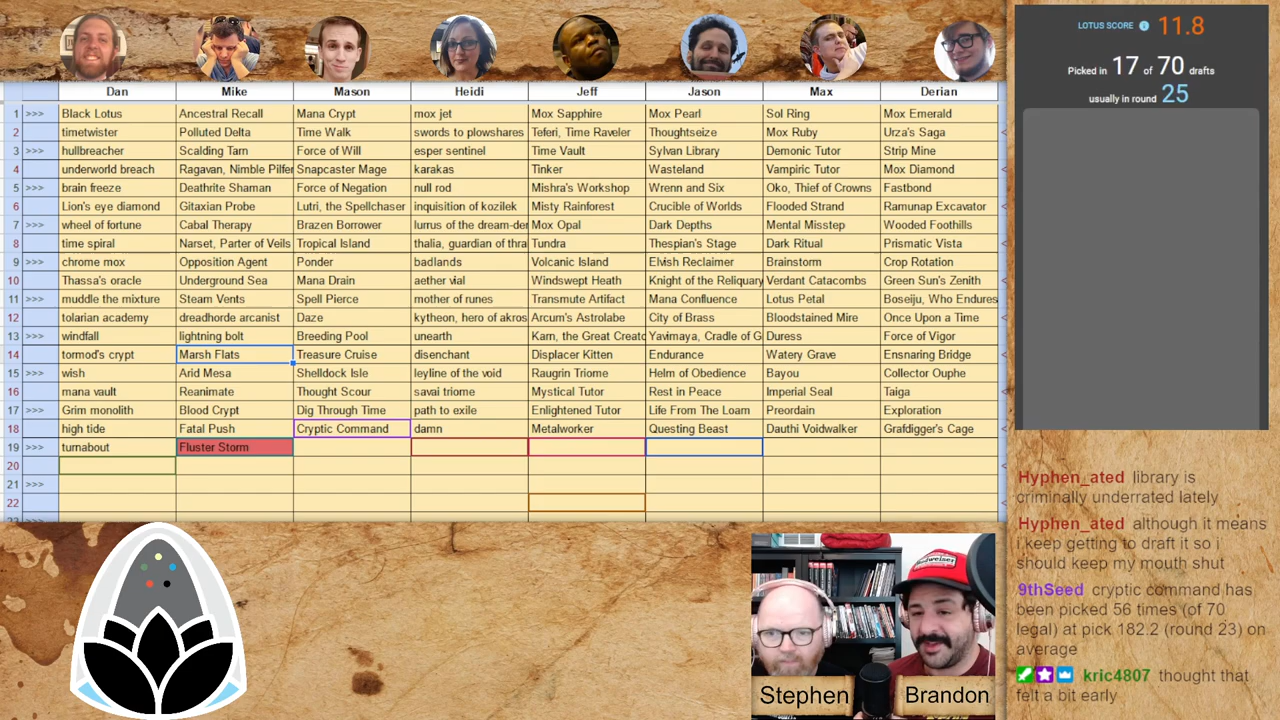 LOTUS SCORE i 11.8
Picked in 17 of 70 drafts
usually in round 25
Dan Mike Mason Heidi Jeff Jason Max Derian
1 >>> Black Lotus Ancestral Recall Mana Crypt mox jet Mox Sapphire Mox Pearl Sol Ring Mox Emerald
2 timetwister Polluted Delta Time Walk swords to plowshares Teferi, Time Raveler Thoughtseize Mox Ruby Urza's Saga <
3 >>> hullbreacher Scalding Tarn Force of Will esper sentinel Time Vault Sylvan Library Demonic Tutor Strip Mine
4 underworld breach Ragavan, Nimble Pilfer Snapcaster Mage karakas Tinker Wasteland Vampiric Tutor Mox Diamond <
5 >>> brain freeze Deathrite Shaman Force of Negation null rod Mishra's Workshop Wrenn and Six Oko, Thief of Crowns Fastbond
6 Lion's eye diamond Gitaxian Probe Lutri, the Spellchaser inquisition of kozilek Misty Rainforest Crucible of Worlds Flooded Strand Ramunap Excavator <
7 >>> wheel of fortune Cabal Therapy Brazen Borrower lurrus of the dream-den Mox Opal Dark Depths Mental Misstep Wooded Foothills
8 time spiral Narset, Parter of Veils Tropical Island thalia, guardian of thra Tundra Thespian's Stage Dark Ritual Prismatic Vista <
9 >>> chrome mox Opposition Agent Ponder badlands Volcanic Island Elvish Reclaimer Brainstorm Crop Rotation
10 Thassa's oracle Underground Sea Mana Drain aether vial Windswept Heath Knight of the Reliquary Verdant Catacombs Green Sun's Zenith <
11 >>> muddle the mixture Steam Vents Spell Pierce mother of runes Transmute Artifact Mana Confluence Lotus Petal Boseiju, Who Endures
12 tolarian academy dreadhorde arcanist Daze kytheon, hero of akros Arcum's Astrolabe City of Brass Bloodstained Mire Once Upon a Time <
13 >>> windfall lightning bolt Breeding Pool unearth Karn, the Great Creato Yavimaya, Cradle of G Duress Force of Vigor
14 tormod's crypt Marsh Flats Treasure Cruise disenchant Displacer Kitten Endurance Watery Grave Ensnaring Bridge <
15 >>> wish Arid Mesa Shelldock Isle leyline of the void Raugrin Triome Helm of Obedience Bayou Collector Ouphe
16 mana vault Reanimate Thought Scour savai triome Mystical Tutor Rest in Peace Imperial Seal Taiga <
17 >>> Grim monolith Blood Crypt Dig Through Time path to exile Enlightened Tutor Life From The Loam Preordain Exploration
18 high tide Fatal Push Cryptic Command damn Metalworker Questing Beast Dauthi Voidwalker Grafdigger's Cage <
19 >>> turnabout Fluster Storm
20 <
21 >>>
22 <
Hyphen_ated library is
criminally underrated lately
Hyphen_ated although it means
i keep getting to draft it so i
should keep my mouth shut
9thSeed cryptic command has
been picked 56 times (of 70
legal) at pick 182.2 (round 23) on
average
kric4807 thought that
felt a bit early
Budweiser
Stephen Brandon